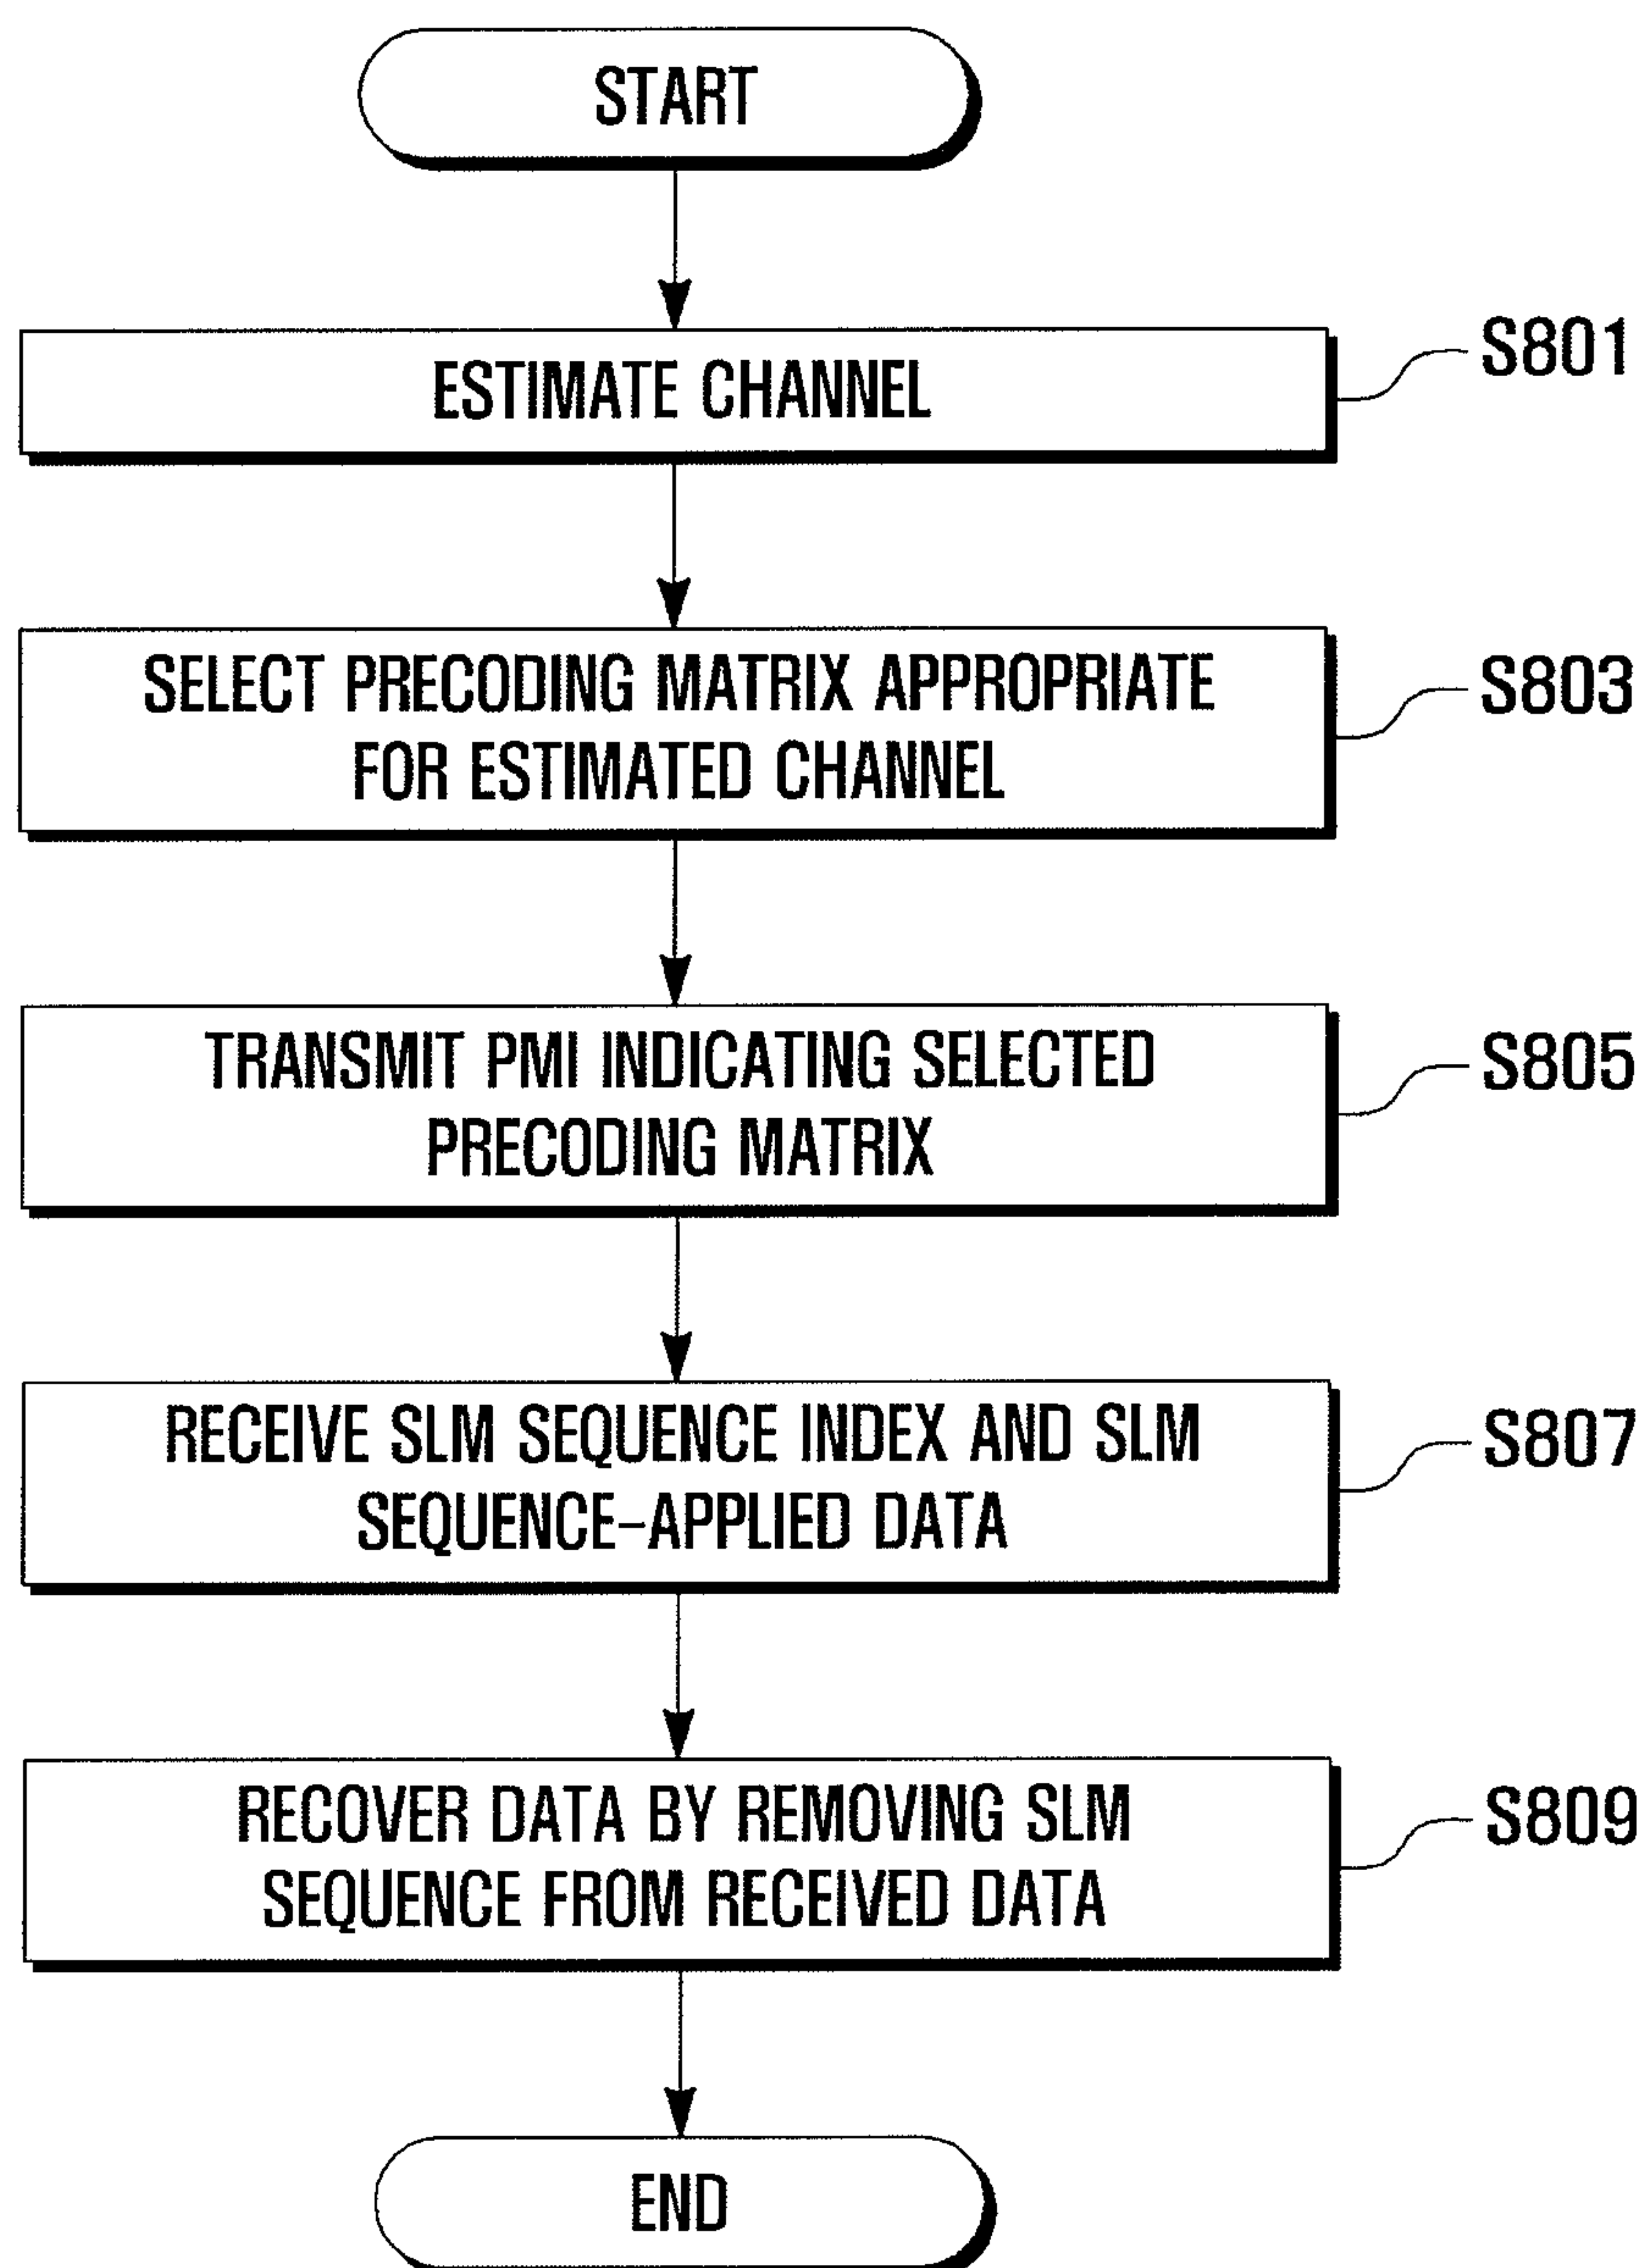 START
ESTIMATE CHANNEL
S801
SELECT PRECODING MATRIX APPROPRIATE
FOR ESTIMATED CHANNEL
S803
TRANSMIT PMI INDICATING SELECTED
PRECODING MATRIX
S805
RECEIVE SLM SEQUENCE INDEX AND SLM
SEQUENCE-APPLIED DATA
S807
RECOVER DATA BY REMOVING SLM
SEQUENCE FROM RECEIVED DATA
S809
END